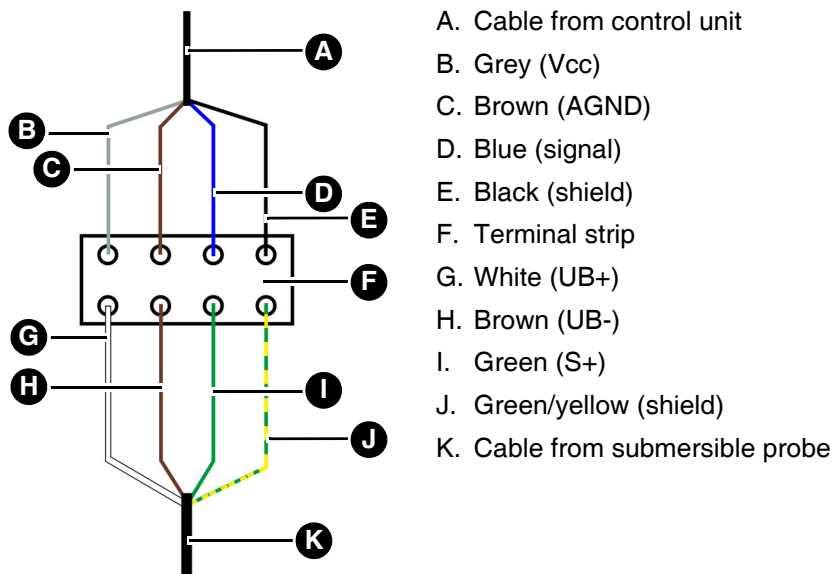 A
B
C
D
E
F
G
H
I
J
K
A. Cable from control unit
B. Grey (Vcc)
C. Brown (AGND)
D. Blue (signal)
E. Black (shield)
F. Terminal strip
G. White (UB+)
H. Brown (UB-)
I. Green (S+)
J. Green/yellow (shield)
K. Cable from submersible probe